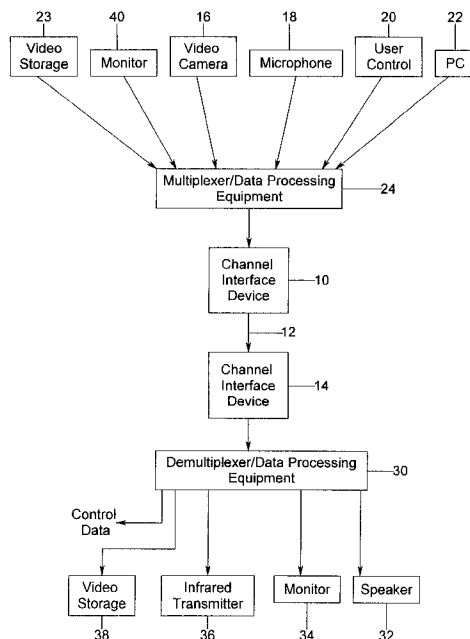 23 40 16 18 20 22
Video Storage
Monitor
Video Camera
Microphone
User Control
PC
Multiplexer/Data Processing
Equipment
24
Channel
Interface
Device
10
12
Channel
Interface
Device
14
Demultiplexer/Data Processing
Equipment
30
Control
Data
Video
Storage
Infrared
Transmitter
Monitor
Speaker
38 36 34 32